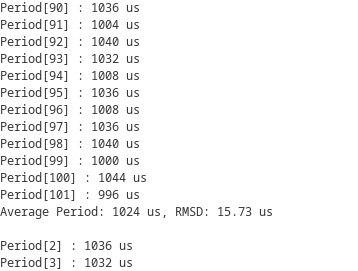 Period[90] : 1036 us
Period[91] : 1004 us
Period[92] : 1040 us
Period[93] : 1032 us
Period[94] : 1008 us
Period[95] : 1036 us
Period[96] : 1008 us
Period[97] : 1036 us
Period[98] : 1040 us
Period[99] : 1000 us
Period[100] : 1044 us
Period[101] : 996 us
Average Period: 1024 us, RMSD: 15.73 us

Period[2] : 1036 us
Period[3] : 1032 us